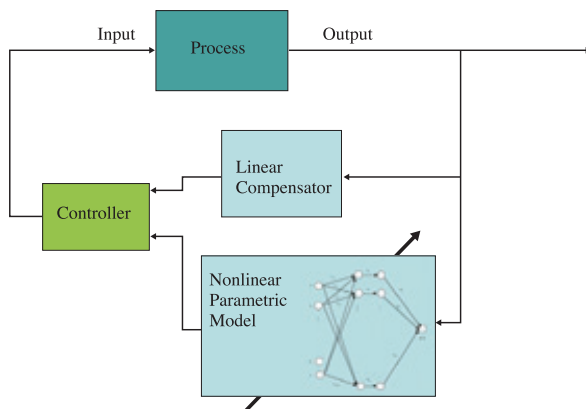 Input
Process
Output
Linear
Compensator
Controller
Nonlinear
Parametric
Model